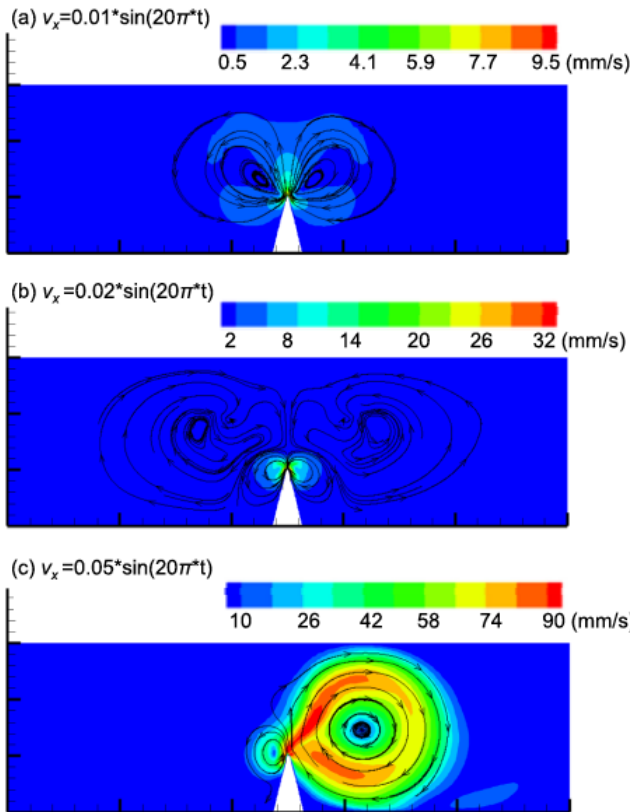 (a) vₓ=0.01*sin(20π*t)
0.5 2.3 4.1 5.9 7.7 9.5 (mm/s)
(b) vₓ=0.02*sin(20π*t)
2 8 14 20 26 32 (mm/s)
(c) vₓ=0.05*sin(20π*t)
10 26 42 58 74 90 (mm/s)